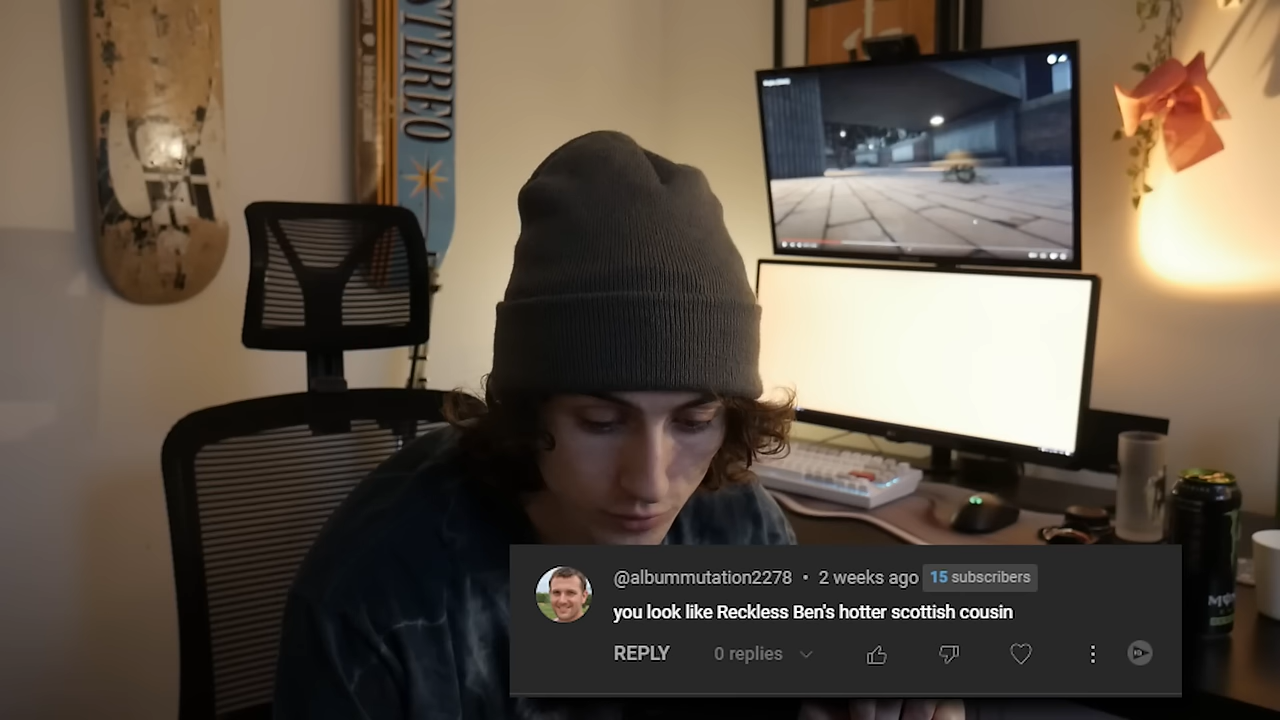 STEREO
@albummutation2278 • 2 weeks ago 15 subscribers
you look like Reckless Ben's hotter scottish cousin
REPLY 0 replies